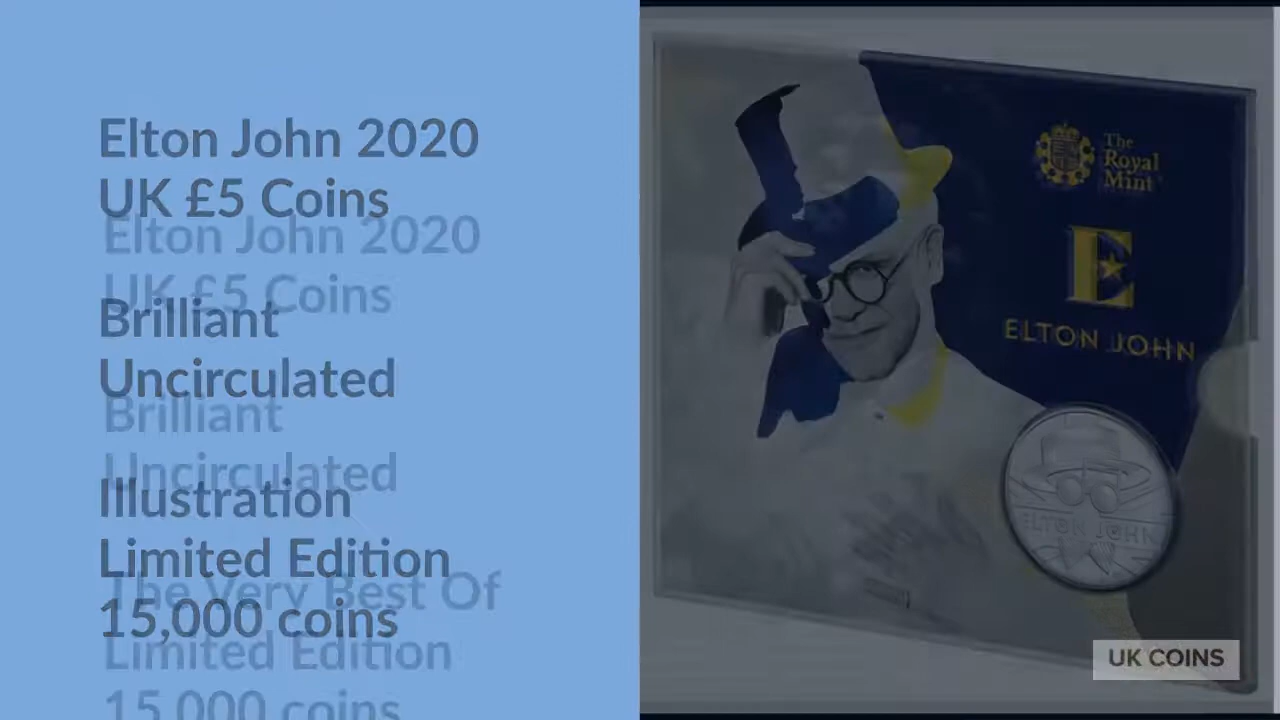 Elton John 2020
UK £5 Coins
Elton John 2020
UK £5 Coins
Brilliant
Uncirculated
Brilliant
Uncirculated
Illustration
Limited Edition
The Very Best Of
15,000 coins
Limited Edition
15,000 coins
The
Royal
Mint
E
ELTON JOHN
ELTON JOHN
UK COINS